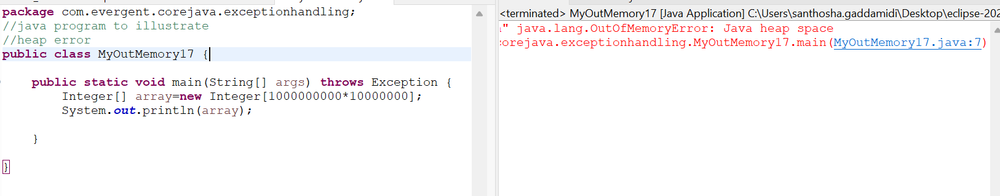 package com.evergent.corejava.exceptionhandling;
//java program to illustrate
//heap error
public class MyOutMemory17 {
public static void main(String[] args) throws Exception {
Integer[] array=new Integer[1000000000*10000000];
System.out.println(array);
}
}
<terminated> MyOutMemory17 [Java Application] C:\Users\santhosha.gaddamidi\Desktop\eclipse-202
" java.lang.OutOfMemoryError: Java heap space
corejava.exceptionhandling.MyOutMemory17.main(MyOutMemory17.java:7)